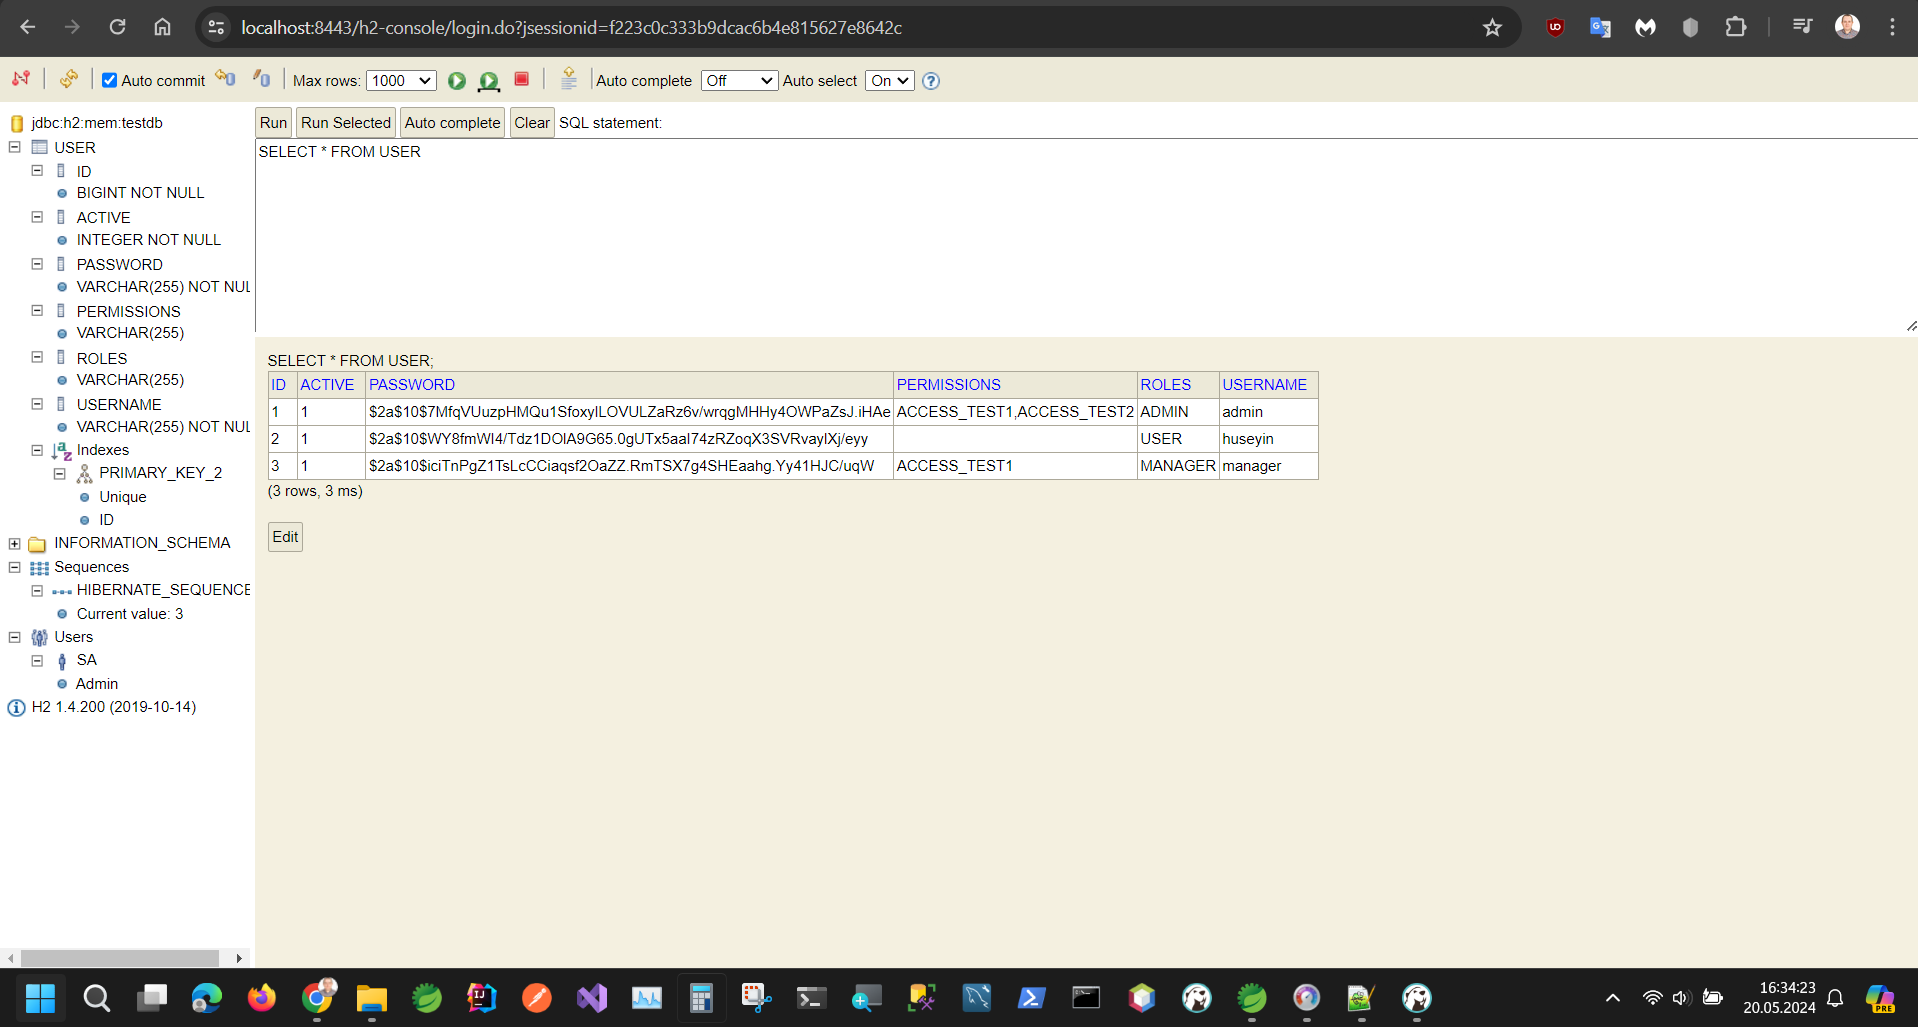 localhost:8443/h2-console/login.do?jsessionid=f223c0c333b9dcac6b4e815627e8642c
Auto commit Max rows: 1000 Auto complete Off Auto select On
jdbc:h2:mem:testdb
USER
ID
BIGINT NOT NULL
ACTIVE
INTEGER NOT NULL
PASSWORD
VARCHAR(255) NOT NUL
PERMISSIONS
VARCHAR(255)
ROLES
VARCHAR(255)
USERNAME
VARCHAR(255) NOT NUL
Indexes
PRIMARY_KEY_2
Unique
ID
INFORMATION_SCHEMA
Sequences
HIBERNATE_SEQUENCE
Current value: 3
Users
SA
Admin
H2 1.4.200 (2019-10-14)
Run Run Selected Auto complete Clear SQL statement:
SELECT * FROM USER
SELECT * FROM USER;
ID ACTIVE PASSWORD PERMISSIONS ROLES USERNAME
1 1 $2a$10$7MfqVUuzpHMQu1SfoxylLOVULZaRz6v/wrqgMHHy4OWPaZsJ.iHAe ACCESS_TEST1,ACCESS_TEST2 ADMIN admin
2 1 $2a$10$WY8fmWI4/Tdz1DOlA9G65.0gUTx5aaI74zRZoqX3SVRvaylXj/eyy USER huseyin
3 1 $2a$10$iciTnPgZ1TsLcCCiaqsf2OaZZ.RmTSX7g4SHEaahg.Yy41HJC/uqW ACCESS_TEST1 MANAGER manager
(3 rows, 3 ms)
Edit
16:34:23
20.05.2024
PRE